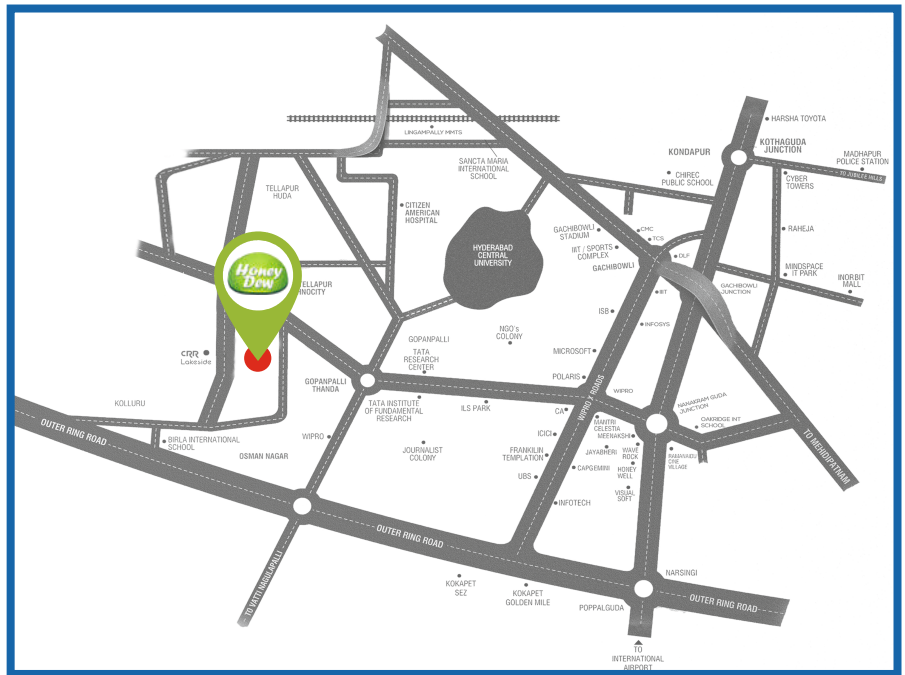 HARSHA TOYOTA
LINGAMPALLY MMTS
KOTHAGUDA
JUNCTION
KONDAPUR
MADHAPUR
POLICE STATION
TO JUBILEE HILLS
SANCTA MARIA
INTERNATIONAL
SCHOOL
CHIREC
PUBLIC SCHOOL
CYBER
TOWERS
TELLAPUR
HUDA
CITIZEN
AMERICAN
HOSPITAL
GACHIBOWLI
STADIUM
CMC
TCS
RAHEJA
IIIT / SPORTS
COMPLEX
DLF
GACHIBOWLI
HYDERABAD
CENTRAL
UNIVERSITY
MINDSPACE
IT PARK
INORBIT
MALL
Honey
Dew
TELLAPUR
HNOCITY
IIIT
GACHIBOWLI
JUNCTION
ISB
INFOSYS
NGO's
COLONY
GOPANPALLI
TATA
RESEARCH
CENTER
MICROSOFT
CRR
Lakeside
POLARIS
GOPANPALLI
THANDA
WIPRO
WIPRO X ROADS
KOLLURU
TATA INSTITUTE
OF FUNDAMENTAL
RESEARCH
ILS PARK
CA
NANAKRAM GUDA
JUNCTION
OAKRIDGE INT
SCHOOL
MANTRI
CELESTIA
MEENAKSHI
OUTER RING ROAD
BIRLA INTERNATIONAL
SCHOOL
WIPRO
ICICI
JAYABHERI
WAVE
ROCK
RAMANAIDU
CINE
VILLAGE
TO MEHIDIPATNAM
OSMAN NAGAR
JOURNALIST
COLONY
FRANKILIN
TEMPLATION
CAPGEMINI
HONEY
WELL
UBS
VISUAL
SOFT
INFOTECH
OUTER RING ROAD
TO VATTI NAGULAPALLI
KOKAPET
SEZ
KOKAPET
GOLDEN MILE
NARSINGI
POPPALGUDA
OUTER RING ROAD
TO
INTERNATIONAL
AIRPORT